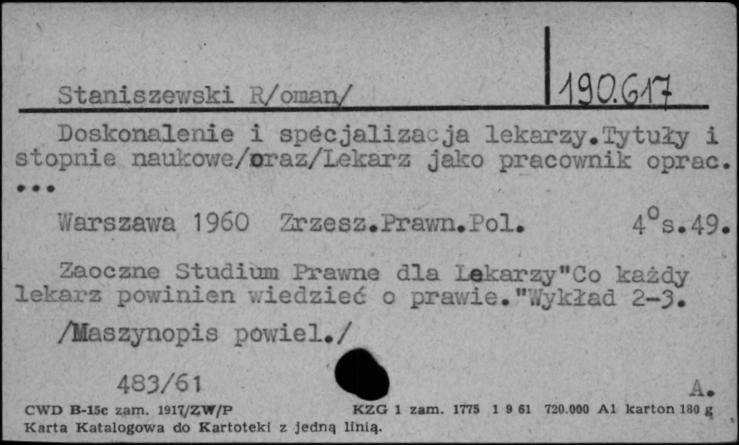 190.617
Staniszewski R/oman/
Doskonalenie i specjalizacja lekarzy.Tytuły i
stopnie naukowe/oraz/Lekarz jako pracownik oprac.
...
Warszawa 1960 Zrzesz.Prawn.Pol. 4°s.49.
Zaoczne Studium Prawne dla Lekarzy"Co każdy
lekarz powinien wiedzieć o prawie."Wykład 2-3.
/Maszynopis powiel./
483/61 A.
CWD B-15c zam. 1917/ZW/P KZG 1 zam. 1775 1 9 61 720.000 A1 karton 180 g
Karta Katalogowa do Kartoteki z jedną linią.